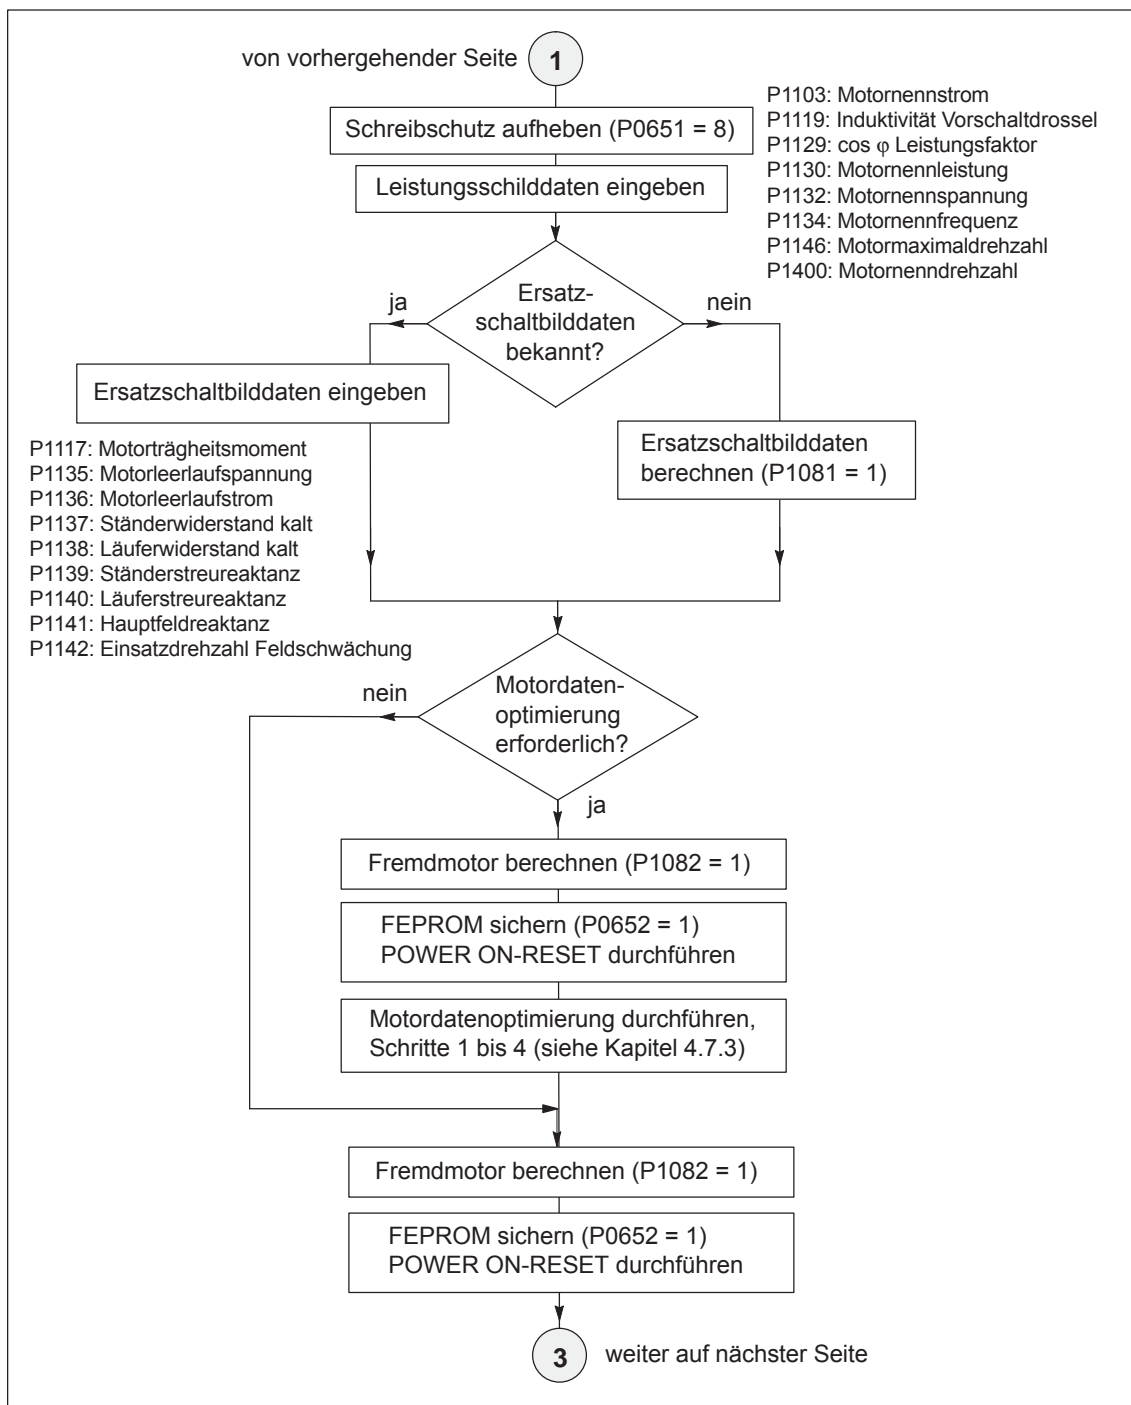 von vorhergehender Seite 1
Schreibschutz aufheben (P0651 = 8)
Leistungsschilddaten eingeben
P1103: Motornennstrom
P1119: Induktivität Vorschaltdrossel
P1129: cos φ Leistungsfaktor
P1130: Motornennleistung
P1132: Motornennspannung
P1134: Motornennfrequenz
P1146: Motormaximaldrehzahl
P1400: Motornenndrehzahl
Ersatz-
schaltbilddaten
bekannt?
ja
nein
Ersatzschaltbilddaten eingeben
P1117: Motorträgheitsmoment
P1135: Motorleerlaufspannung
P1136: Motorleerlaufstrom
P1137: Ständerwiderstand kalt
P1138: Läuferwiderstand kalt
P1139: Ständerstreureaktanz
P1140: Läuferstreureaktanz
P1141: Hauptfeldreaktanz
P1142: Einsatzdrehzahl Feldschwächung
Ersatzschaltbilddaten
berechnen (P1081 = 1)
Motordaten-
optimierung
erforderlich?
nein
ja
Fremdmotor berechnen (P1082 = 1)
FEPROM sichern (P0652 = 1)
POWER ON-RESET durchführen
Motordatenoptimierung durchführen,
Schritte 1 bis 4 (siehe Kapitel 4.7.3)
Fremdmotor berechnen (P1082 = 1)
FEPROM sichern (P0652 = 1)
POWER ON-RESET durchführen
3 weiter auf nächster Seite